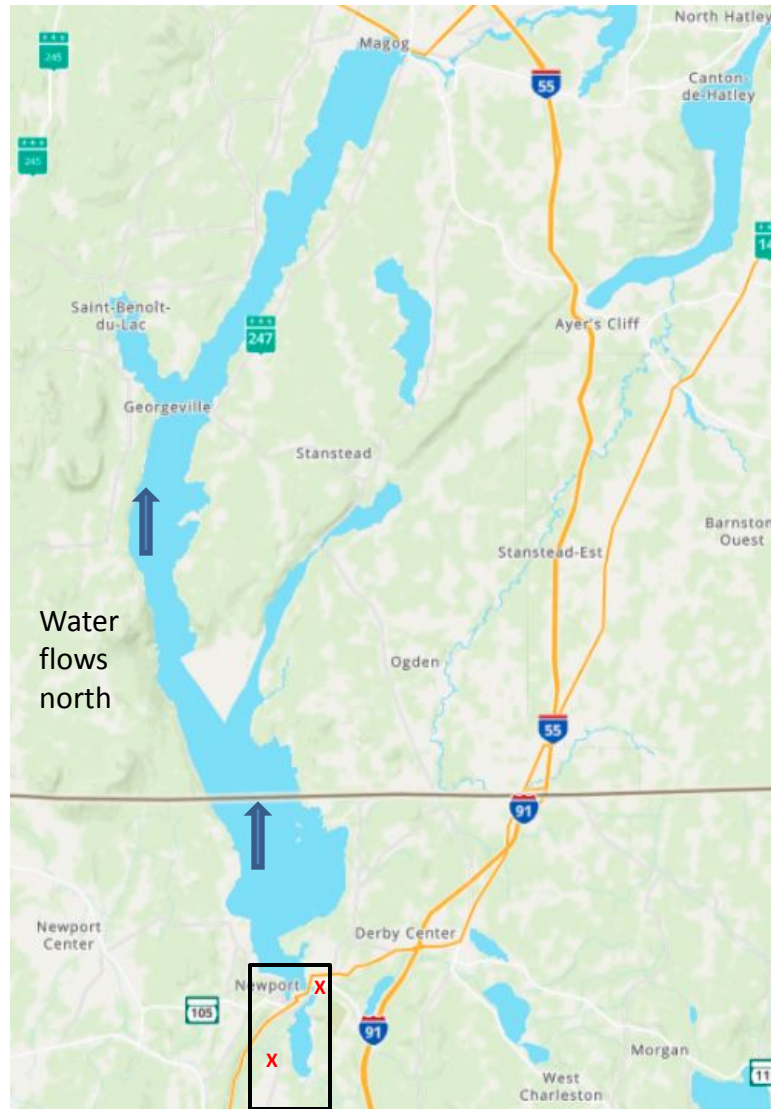 North Hatley
Magog
245
Canton-
de-Hatley
55
245
14
Saint-Benoît-
du-Lac
Ayer's Cliff
247
Georgeville
Stanstead
Barnston
Ouest
Stanstead-Est
Water
flows
north
Ogden
55
91
Newport
Center
Derby Center
Newport
X
105
91
X
Morgan
West
Charleston
11